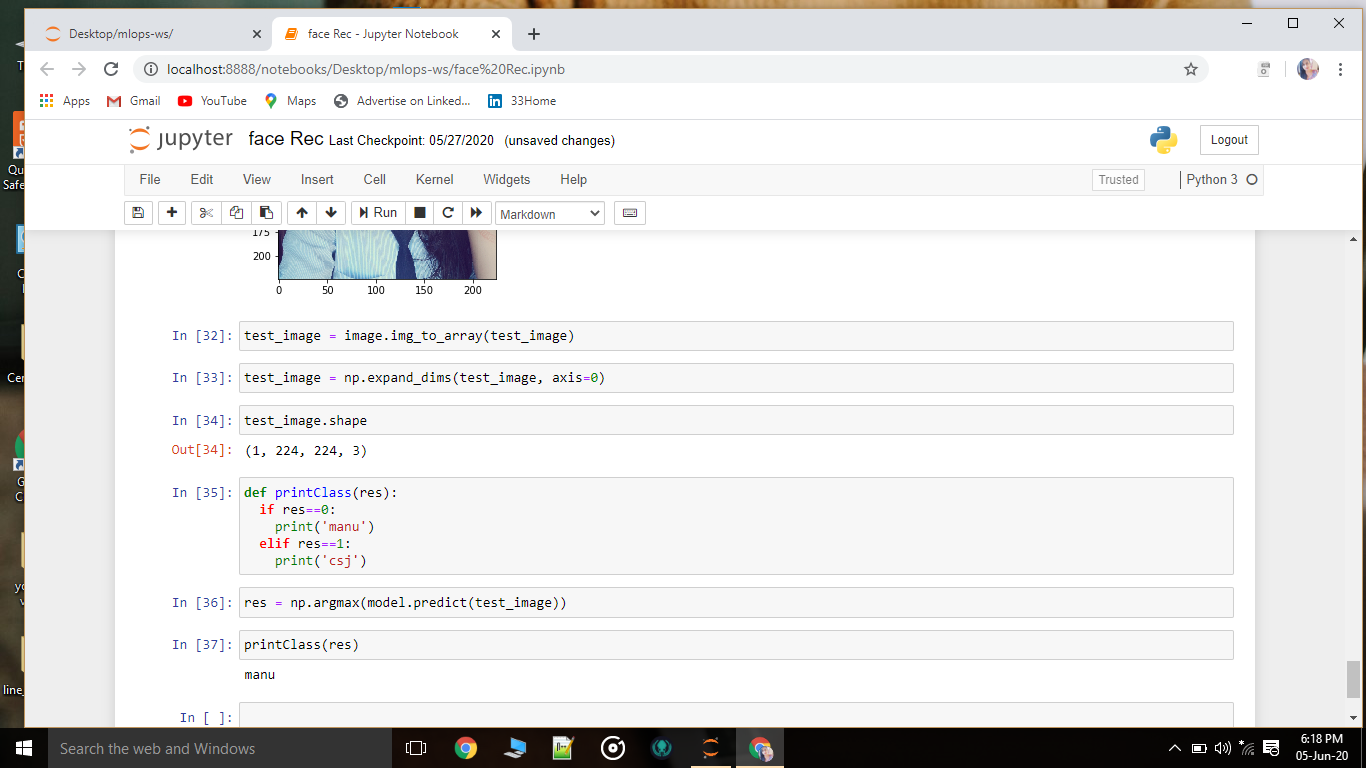 Desktop/mlops-ws/
face Rec - Jupyter Notebook
localhost:8888/notebooks/Desktop/mlops-ws/face%20Rec.ipynb
Apps
Gmail
YouTube
Maps
Advertise on Linked...
33Home
jupyter
face Rec Last Checkpoint: 05/27/2020 (unsaved changes)
Logout
File Edit View Insert Cell Kernel Widgets Help
Trusted
Python 3
Run
Markdown
175
200
0 50 100 150 200
In [32]: test_image = image.img_to_array(test_image)
In [33]: test_image = np.expand_dims(test_image, axis=0)
In [34]: test_image.shape
Out[34]: (1, 224, 224, 3)
In [35]: def printClass(res):
if res==0:
print('manu')
elif res==1:
print('csj')
In [36]: res = np.argmax(model.predict(test_image))
In [37]: printClass(res)
manu
In [ ]:
Search the web and Windows
6:18 PM
05-Jun-20